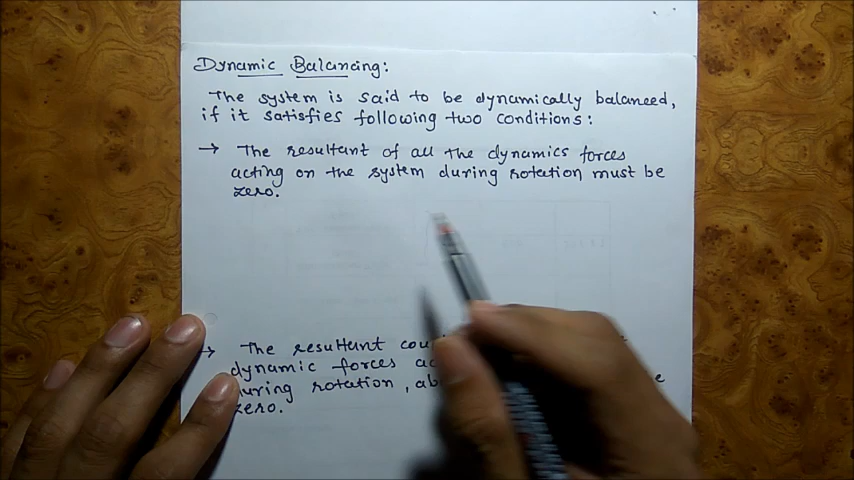 Dynamic Balancing:
The system is said to be dynamically balanced,
if it satisfies following two conditions:
→ The resultant of all the dynamics forces
acting on the system during rotation must be
zero.
→ The resultant
dynamic forces
during rotation,
zero.